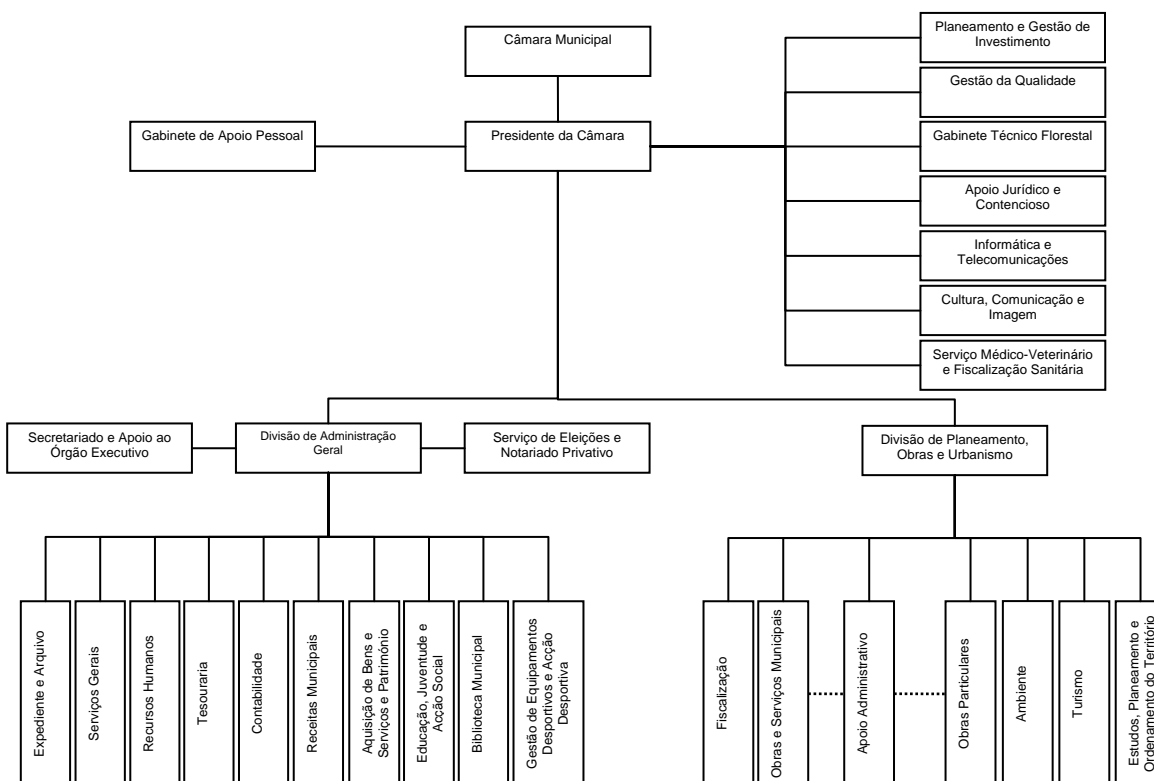 Câmara Municipal
Planeamento e Gestão de
Investimento
Gestão da Qualidade
Gabinete de Apoio Pessoal
Presidente da Câmara
Gabinete Técnico Florestal
Apoio Jurídico e
Contencioso
Informática e
Telecomunicações
Cultura, Comunicação e
Imagem
Serviço Médico-Veterinário
e Fiscalização Sanitária
Secretariado e Apoio ao
Órgão Executivo
Divisão de Administração
Geral
Serviço de Eleições e
Notariado Privativo
Divisão de Planeamento,
Obras e Urbanismo
Expediente e Arquivo
Serviços Gerais
Recursos Humanos
Tesouraria
Contabilidade
Receitas Municipais
Aquisição de Bens e
Serviços e Património
Educação, Juventude e
Acção Social
Biblioteca Municipal
Gestão de Equipamentos
Desportivos e Acção
Desportiva
Fiscalização
Obras e Serviços Municipais
Apoio Administrativo
Obras Particulares
Ambiente
Turismo
Estudos, Planeamento e
Ordenamento do Território